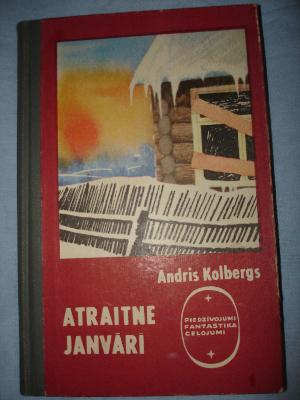 Andris Kolbergs
ATRAITNE
JANVĀRĪ
PIEDZĪVOJUMI
FANTASTIKA
CEĻOJUMI